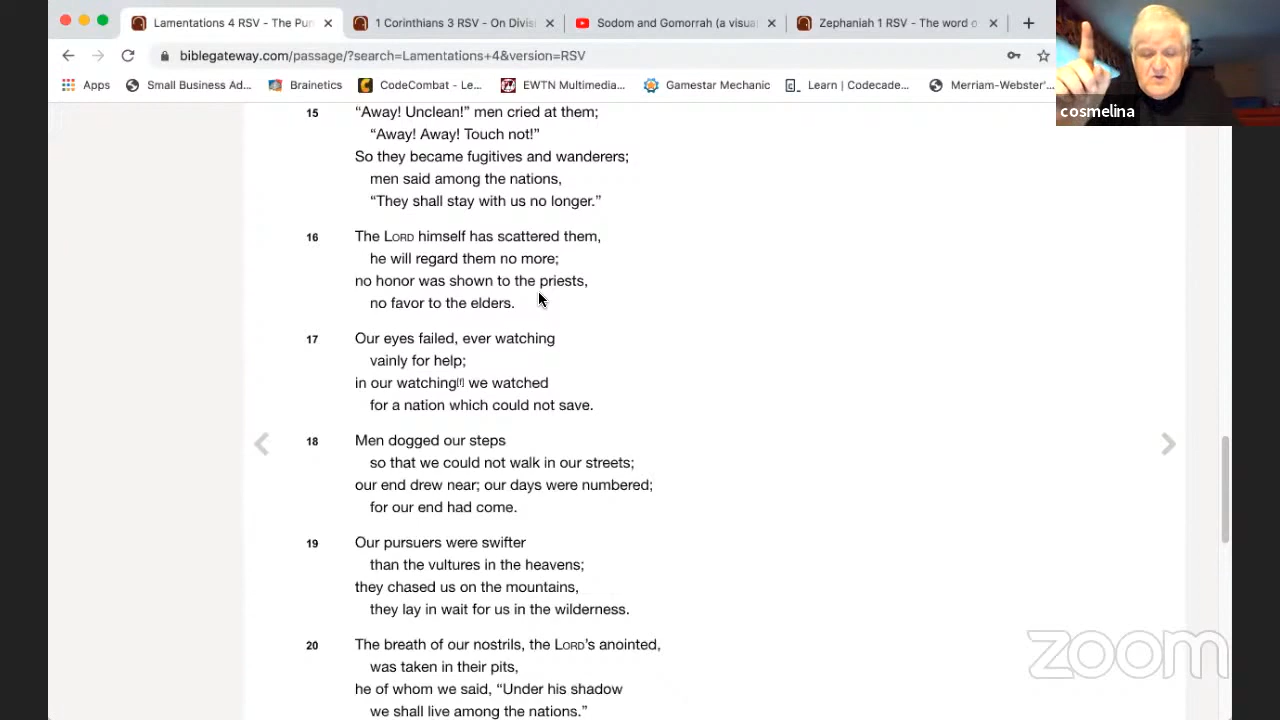 Lamentations 4 RSV - The Pun
1 Corinthians 3 RSV - On Divis
Sodom and Gomorrah (a visua
Zephaniah 1 RSV - The word o
biblegateway.com/passage/?search=Lamentations+4&version=RSV
Apps
Small Business Ad...
Brainetics
CodeCombat - Le...
EWTN Multimedia...
Gamestar Mechanic
Learn | Codecade...
Merriam-Webster'
cosmelina
15 “Away! Unclean!” men cried at them;
“Away! Away! Touch not!”
So they became fugitives and wanderers;
men said among the nations,
“They shall stay with us no longer.”
16 The LORD himself has scattered them,
he will regard them no more;
no honor was shown to the priests,
no favor to the elders.
17 Our eyes failed, ever watching
vainly for help;
in our watching[f] we watched
for a nation which could not save.
18 Men dogged our steps
so that we could not walk in our streets;
our end drew near; our days were numbered;
for our end had come.
19 Our pursuers were swifter
than the vultures in the heavens;
they chased us on the mountains,
they lay in wait for us in the wilderness.
20 The breath of our nostrils, the LORD’s anointed,
was taken in their pits,
he of whom we said, “Under his shadow
we shall live among the nations.”
zoom